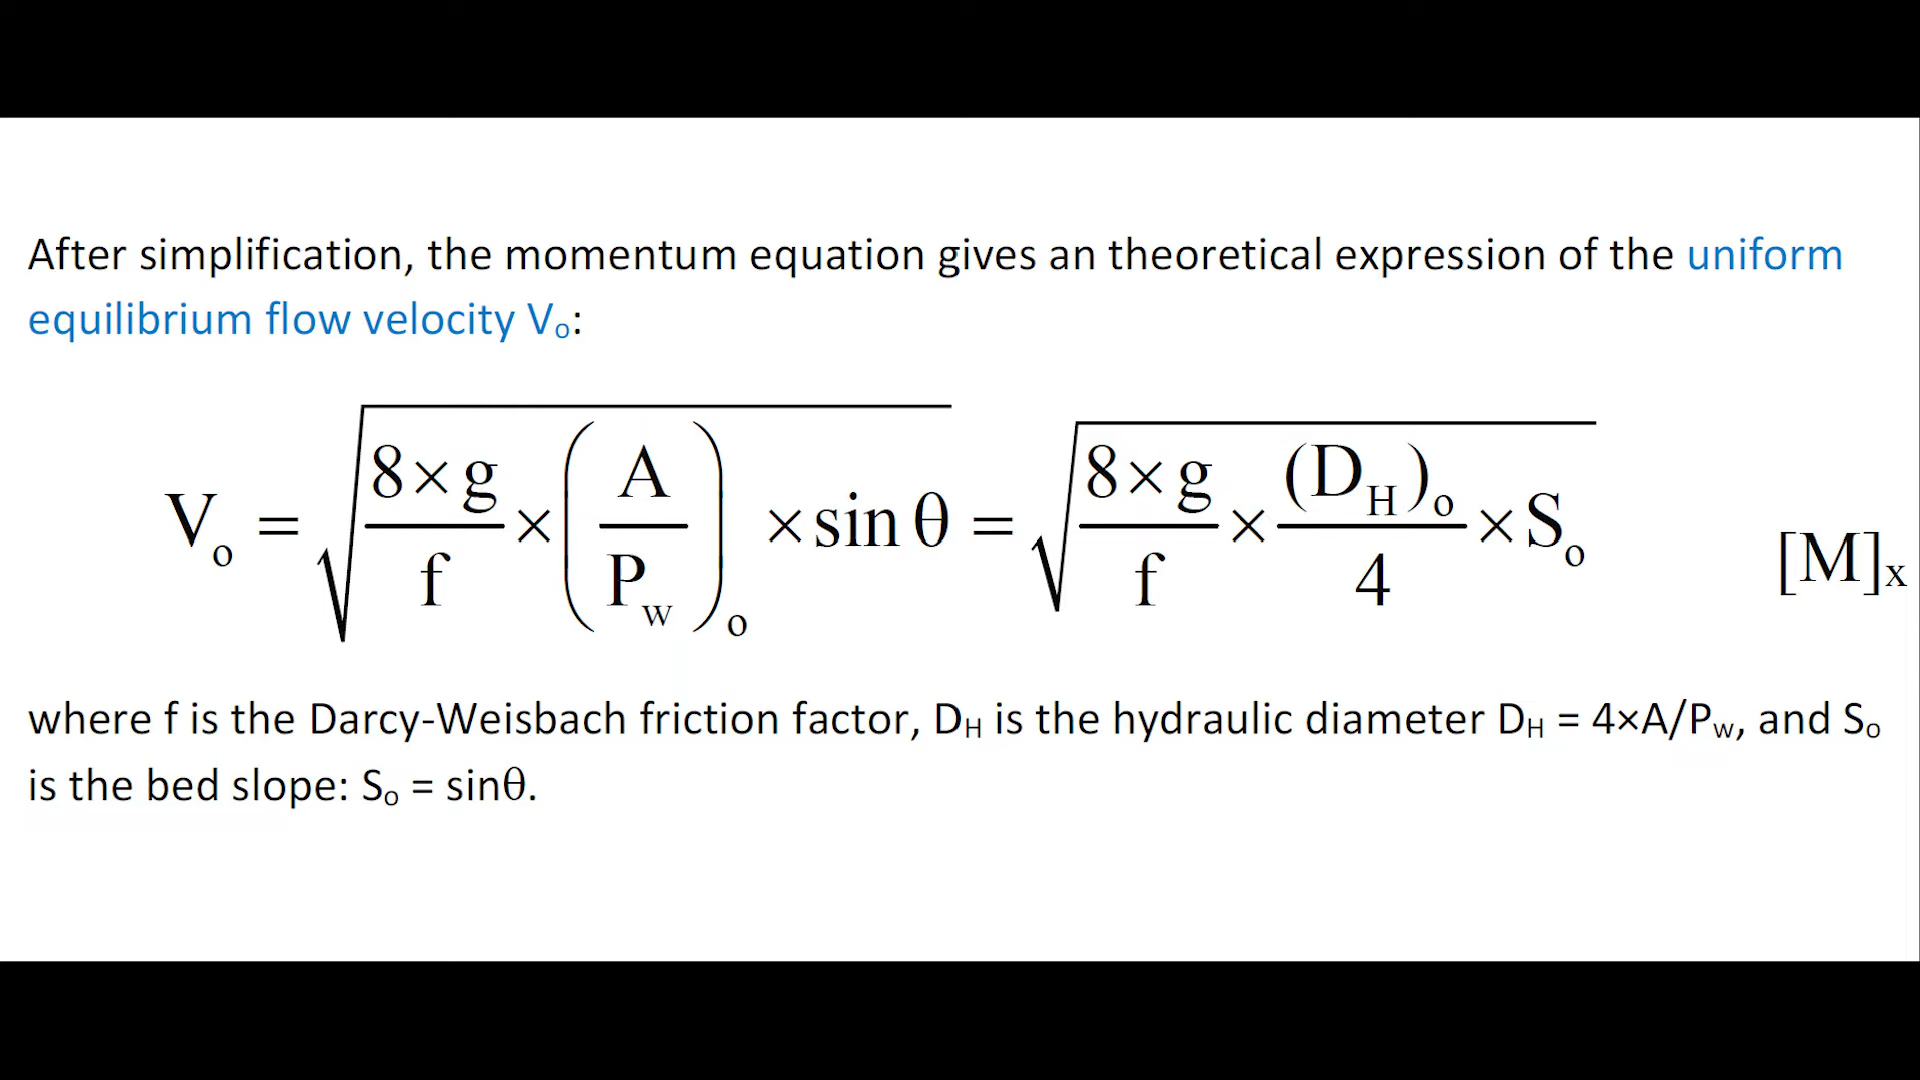 After simplification, the momentum equation gives an theoretical expression of the uniform
equilibrium flow velocity Vₒ:
Vₒ = √(8×g/f × (A/P_w)ₒ × sin θ) = √(8×g/f × (D_H)ₒ/4 × Sₒ) [M]ₓ
where f is the Darcy-Weisbach friction factor, D_H is the hydraulic diameter D_H = 4×A/P_w, and Sₒ
is the bed slope: Sₒ = sinθ.